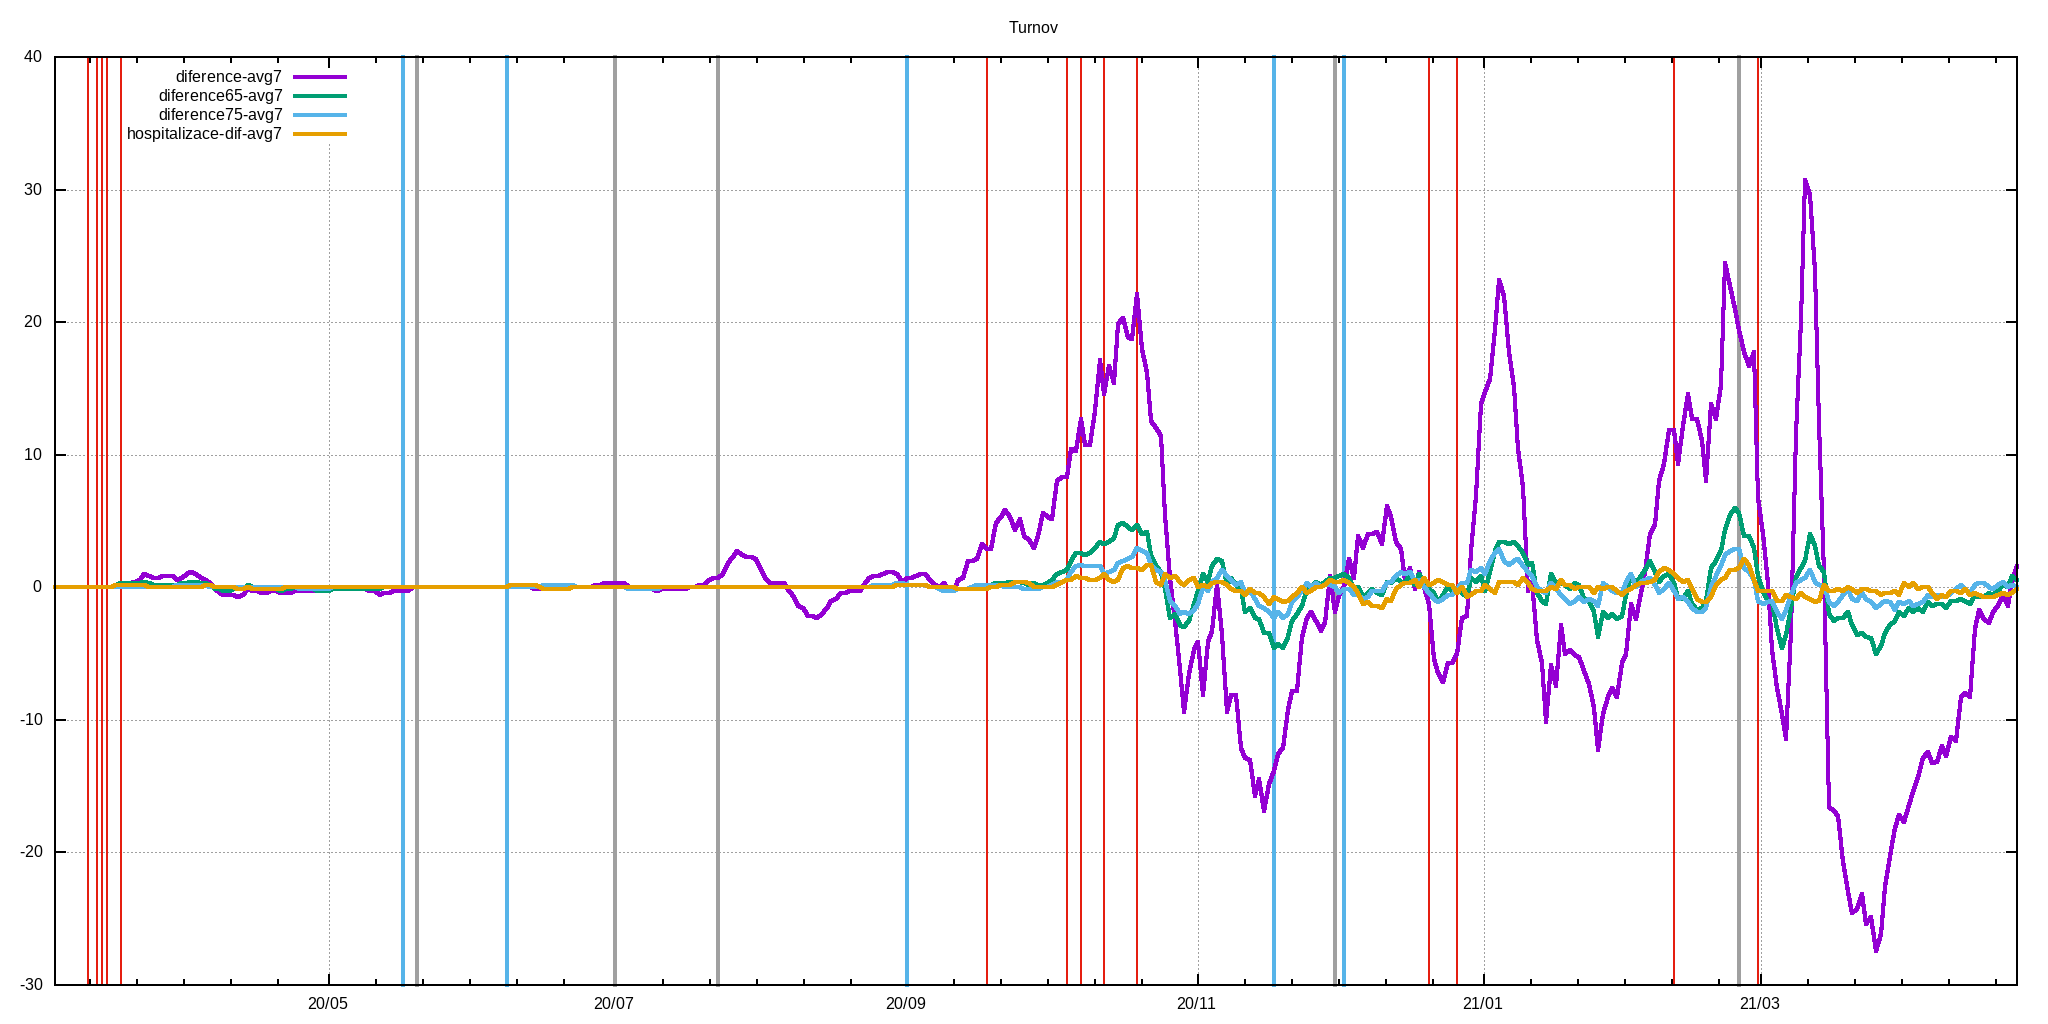 Turnov
diference-avg7
diference65-avg7
diference75-avg7
hospitalizace-dif-avg7
40
30
20
10
0
-10
-20
-30
20/05 20/07 20/09 20/11 21/01 21/03